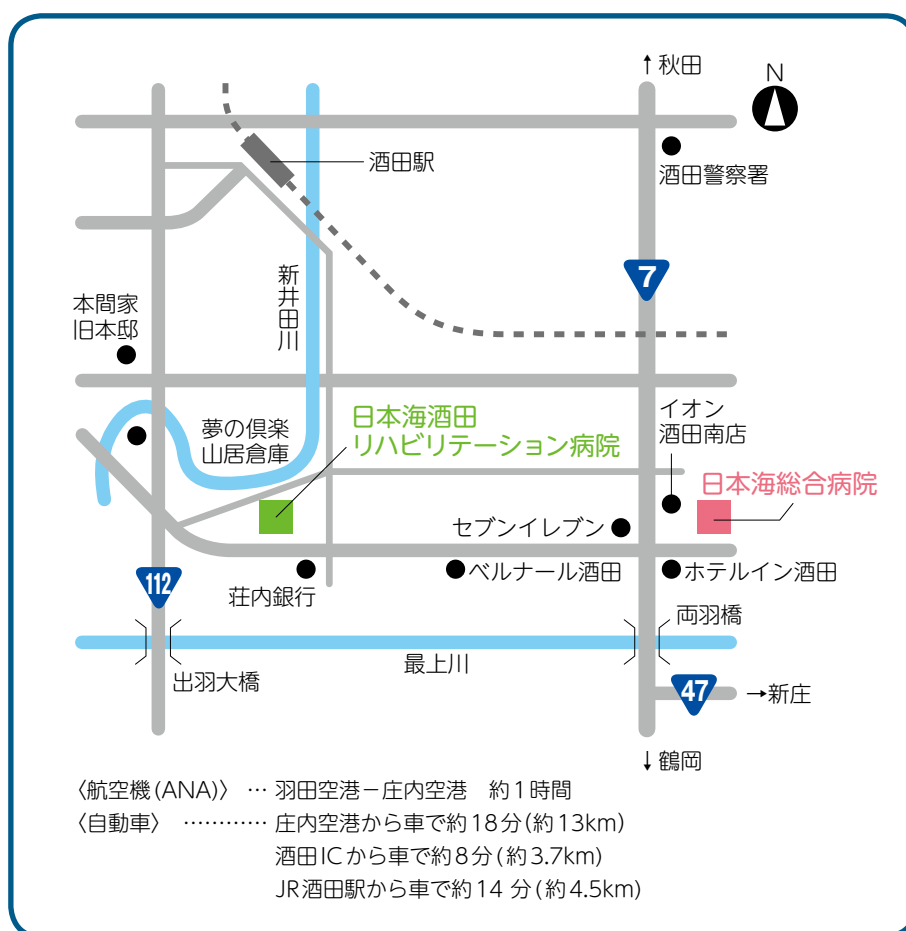 ↑秋田
N
酒田駅
酒田警察署
7
新井田川
本間家
旧本邸
イオン
酒田南店
夢の倶楽
山居倉庫
日本海酒田
リハビリテーション病院
日本海総合病院
セブンイレブン
112
荘内銀行
ベルナール酒田
ホテルイン酒田
両羽橋
最上川
出羽大橋
47
→新庄
↓鶴岡
〈航空機(ANA)〉 … 羽田空港−庄内空港 約1時間
〈自動車〉 ………… 庄内空港から車で約18分(約13km)
酒田ICから車で約8分(約3.7km)
JR酒田駅から車で約14 分(約4.5km)